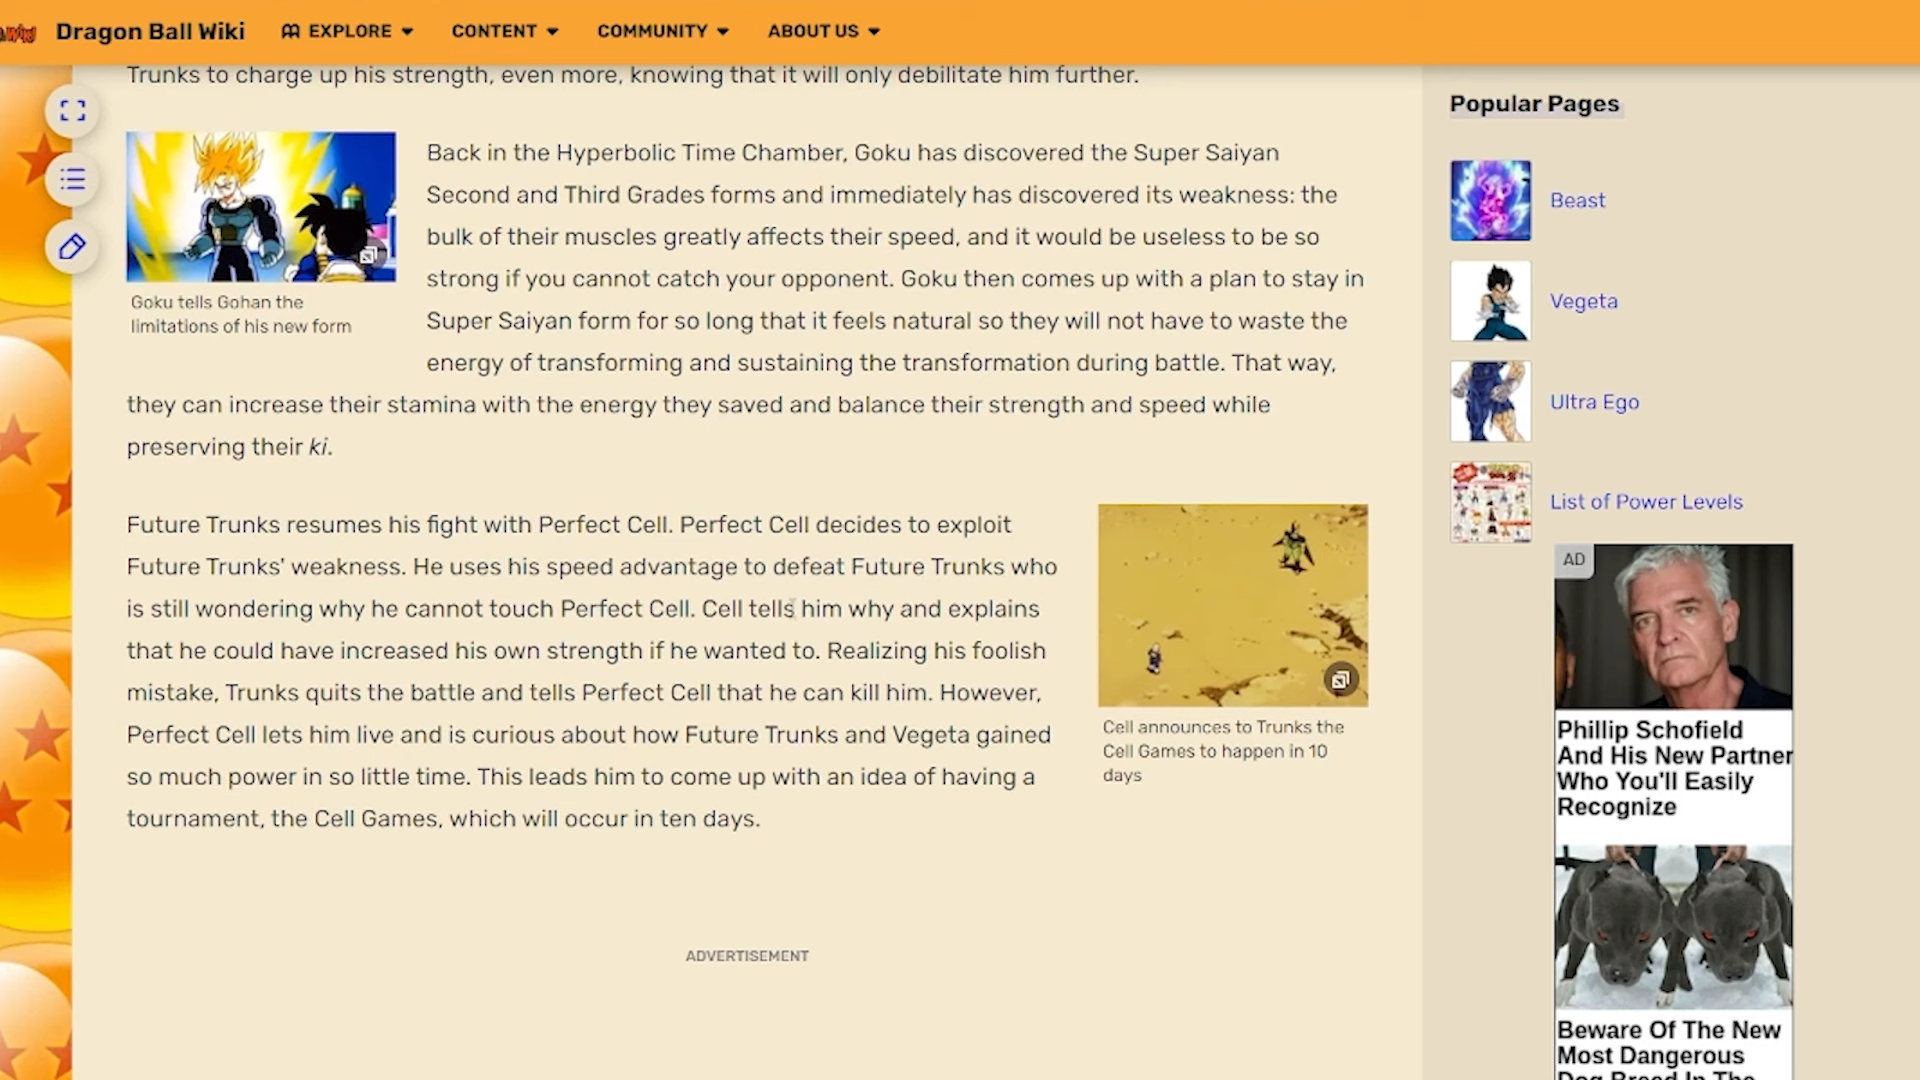 Dragon Ball Wiki
EXPLORE
CONTENT
COMMUNITY
ABOUT US
Trunks to charge up his strength, even more, knowing that it will only debilitate him further.
Goku tells Gohan the
limitations of his new form
Back in the Hyperbolic Time Chamber, Goku has discovered the Super Saiyan
Second and Third Grades forms and immediately has discovered its weakness: the
bulk of their muscles greatly affects their speed, and it would be useless to be so
strong if you cannot catch your opponent. Goku then comes up with a plan to stay in
Super Saiyan form for so long that it feels natural so they will not have to waste the
energy of transforming and sustaining the transformation during battle. That way,
they can increase their stamina with the energy they saved and balance their strength and speed while
preserving their ki.
Future Trunks resumes his fight with Perfect Cell. Perfect Cell decides to exploit
Future Trunks' weakness. He uses his speed advantage to defeat Future Trunks who
is still wondering why he cannot touch Perfect Cell. Cell tells him why and explains
that he could have increased his own strength if he wanted to. Realizing his foolish
mistake, Trunks quits the battle and tells Perfect Cell that he can kill him. However,
Perfect Cell lets him live and is curious about how Future Trunks and Vegeta gained
so much power in so little time. This leads him to come up with an idea of having a
tournament, the Cell Games, which will occur in ten days.
Cell announces to Trunks the
Cell Games to happen in 10
days
ADVERTISEMENT
Popular Pages
Beast
Vegeta
Ultra Ego
List of Power Levels
AD
Phillip Schofield
And His New Partner
Who You'll Easily
Recognize
Beware Of The New
Most Dangerous
Dog Breed In The